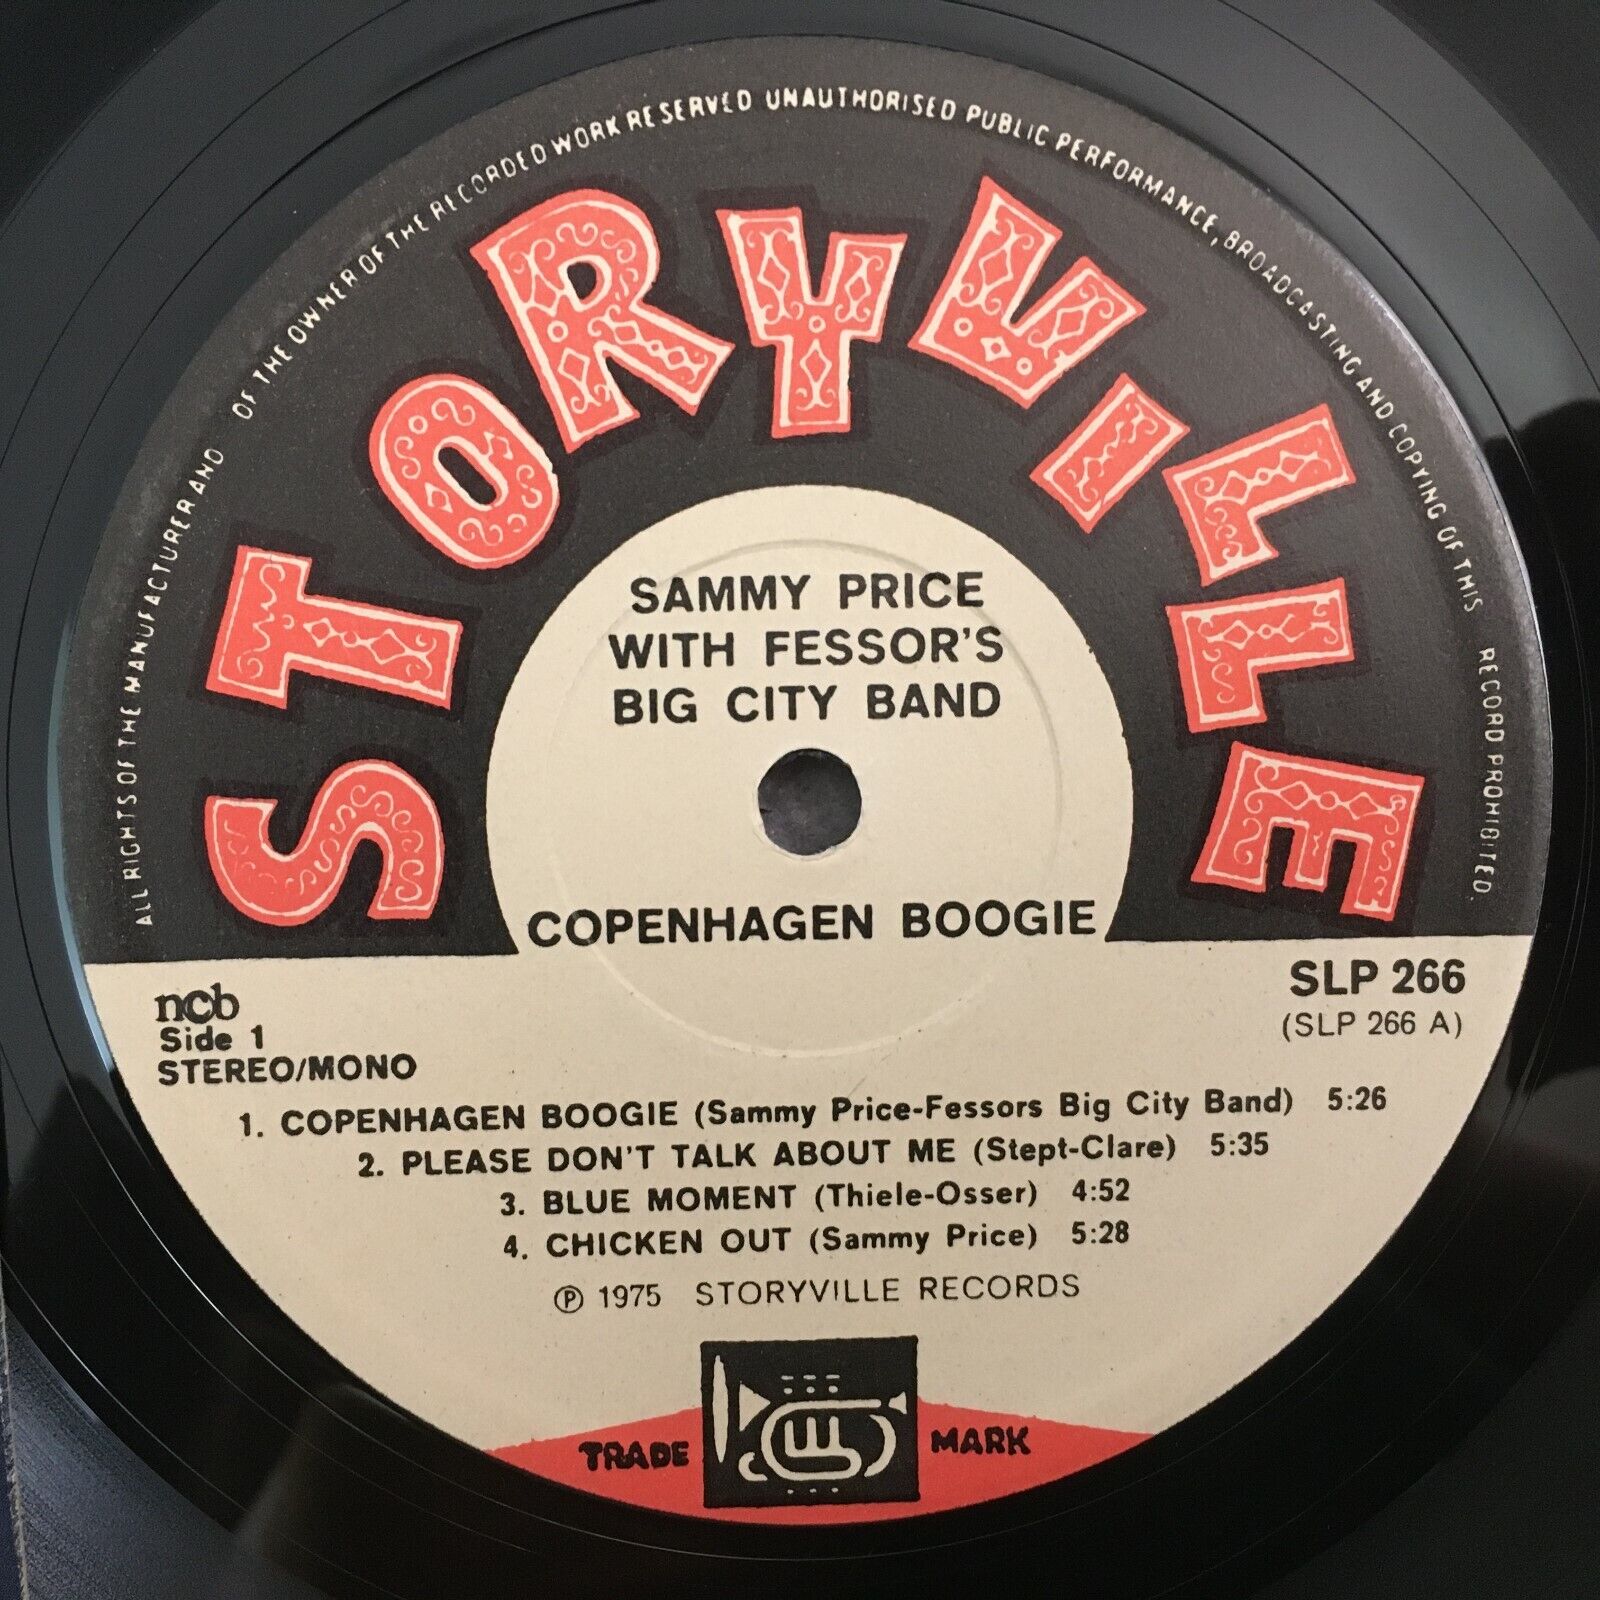 ALL RIGHTS OF THE MANUFACTURER AND OF THE OWNER OF THE RECORDED WORK RESERVED UNAUTHORISED PUBLIC PERFORMANCE, BROADCASTING AND COPYING OF THIS RECORD PROHIBITED.
STORYVILLE
SAMMY PRICE
WITH FESSOR'S
BIG CITY BAND
COPENHAGEN BOOGIE
ncb
Side 1
STEREO/MONO
SLP 266
(SLP 266 A)
1. COPENHAGEN BOOGIE (Sammy Price-Fessors Big City Band) 5:26
2. PLEASE DON'T TALK ABOUT ME (Stept-Clare) 5:35
3. BLUE MOMENT (Thiele-Osser) 4:52
4. CHICKEN OUT (Sammy Price) 5:28
℗ 1975 STORYVILLE RECORDS
TRADE MARK